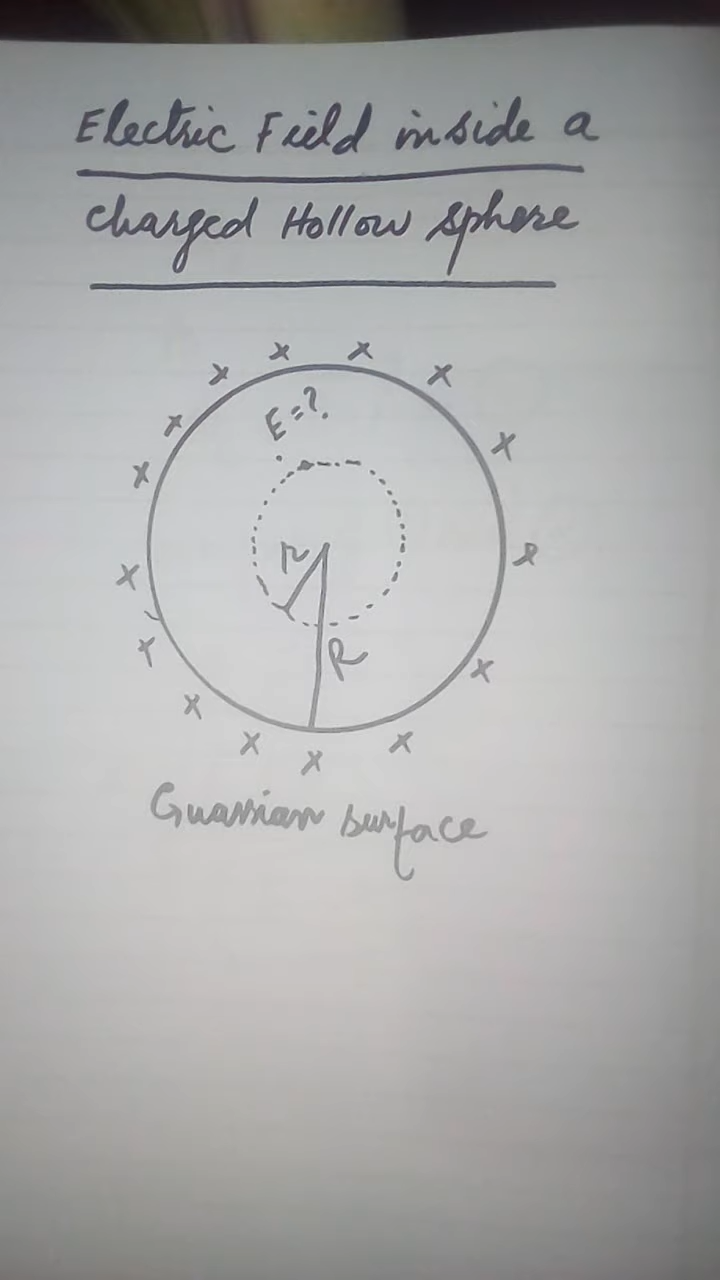 Electric Field inside a
charged Hollow sphere
E=?
r
R
Guassian surface